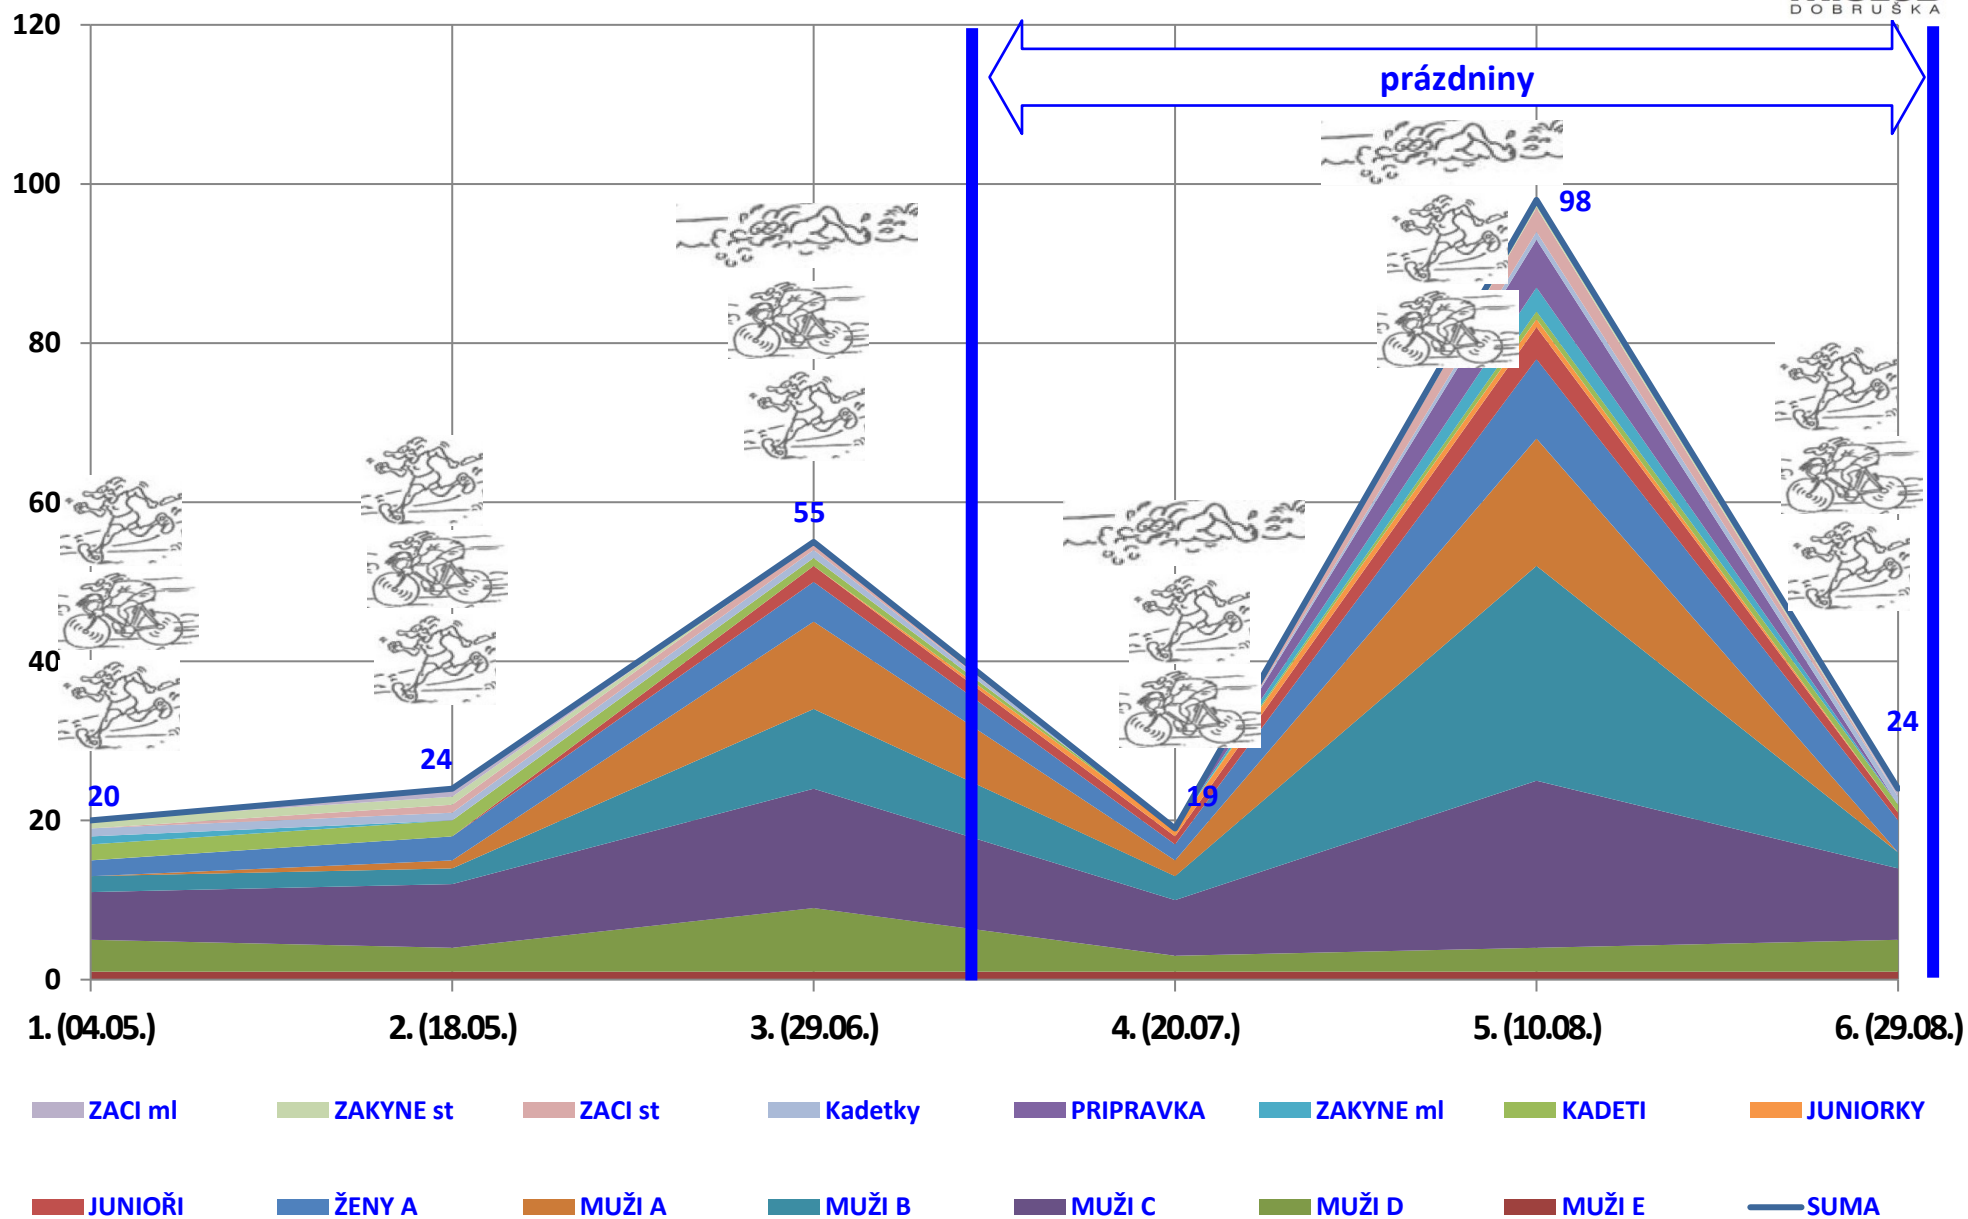 DOBRUŠKA
120
prázdniny
100
98
80
60
55
40
24
24
20
20
19
0
1. (04.05.) 2. (18.05.) 3. (29.06.) 4. (20.07.) 5. (10.08.) 6. (29.08.)
ZACI ml ZAKYNE st ZACI st Kadetky PRIPRAVKA ZAKYNE ml KADETI JUNIORKY
JUNIOŘI ŽENY A MUŽI A MUŽI B MUŽI C MUŽI D MUŽI E SUMA